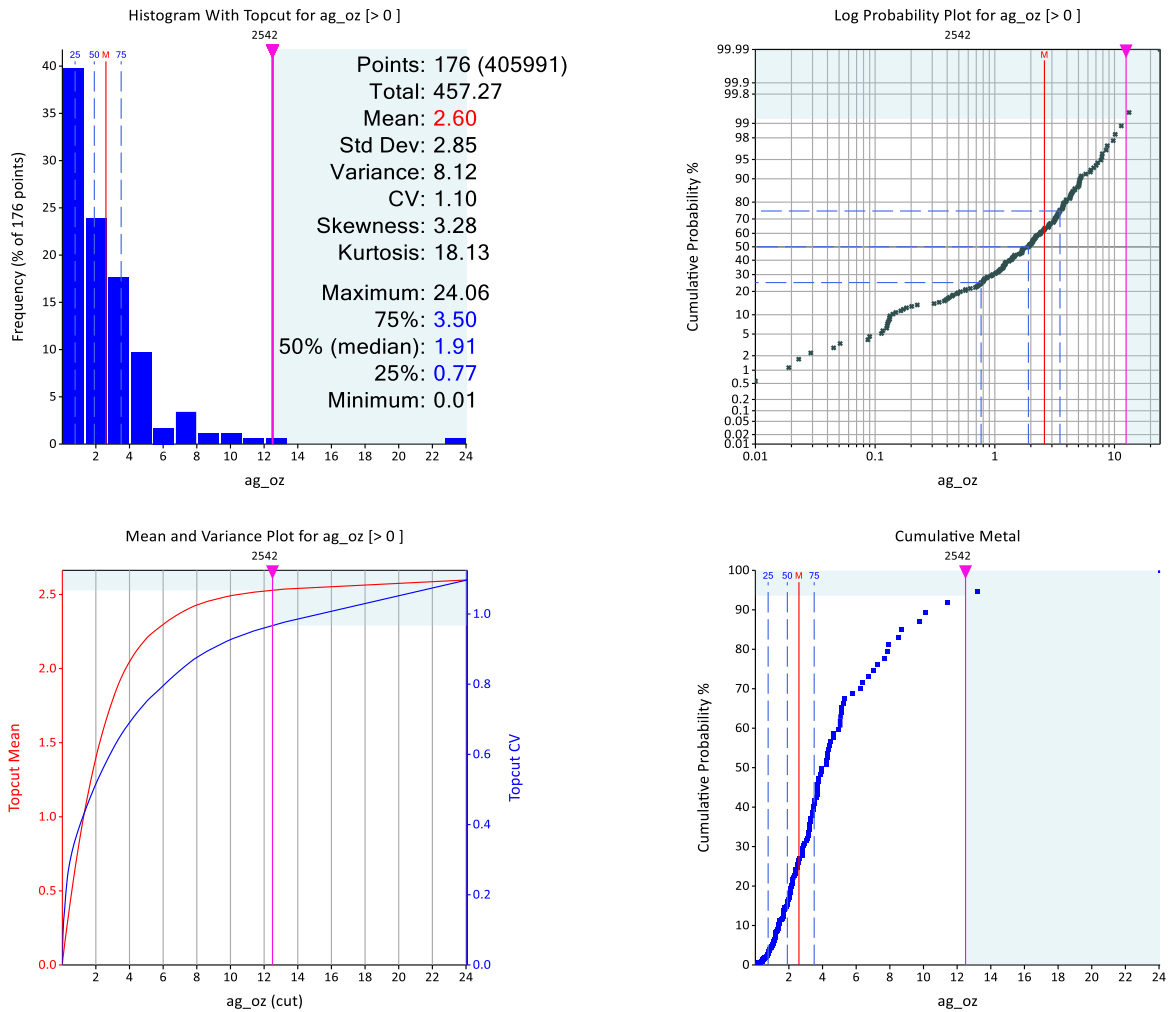 Histogram With Topcut for ag_oz [> 0 ]
2542
25 50 M 75
Points: 176 (405991)
Total: 457.27
Mean: 2.60
Std Dev: 2.85
Variance: 8.12
CV: 1.10
Skewness: 3.28
Kurtosis: 18.13
Maximum: 24.06
75%: 3.50
50% (median): 1.91
25%: 0.77
Minimum: 0.01
Frequency (% of 176 points)
40
35
30
25
20
15
10
5
0
2 4 6 8 10 12 14 16 18 20 22 24
ag_oz
Log Probability Plot for ag_oz [> 0 ]
2542
M
Cumulative Probability %
99.99
99.9
99.8
99
98
95
90
80
70
60
50
40
30
20
10
5
2
1
0.5
0.2
0.1
0.05
0.02
0.01
0.01 0.1 1 10
ag_oz
Mean and Variance Plot for ag_oz [> 0 ]
2542
Topcut Mean
2.5
2.0
1.5
1.0
0.5
0.0
Topcut CV
1.0
0.8
0.6
0.4
0.2
0.0
2 4 6 8 10 12 14 16 18 20 22 24
ag_oz (cut)
Cumulative Metal
2542
25 50 M 75
Cumulative Probability %
100
90
80
70
60
50
40
30
20
10
0
2 4 6 8 10 12 14 16 18 20 22 24
ag_oz